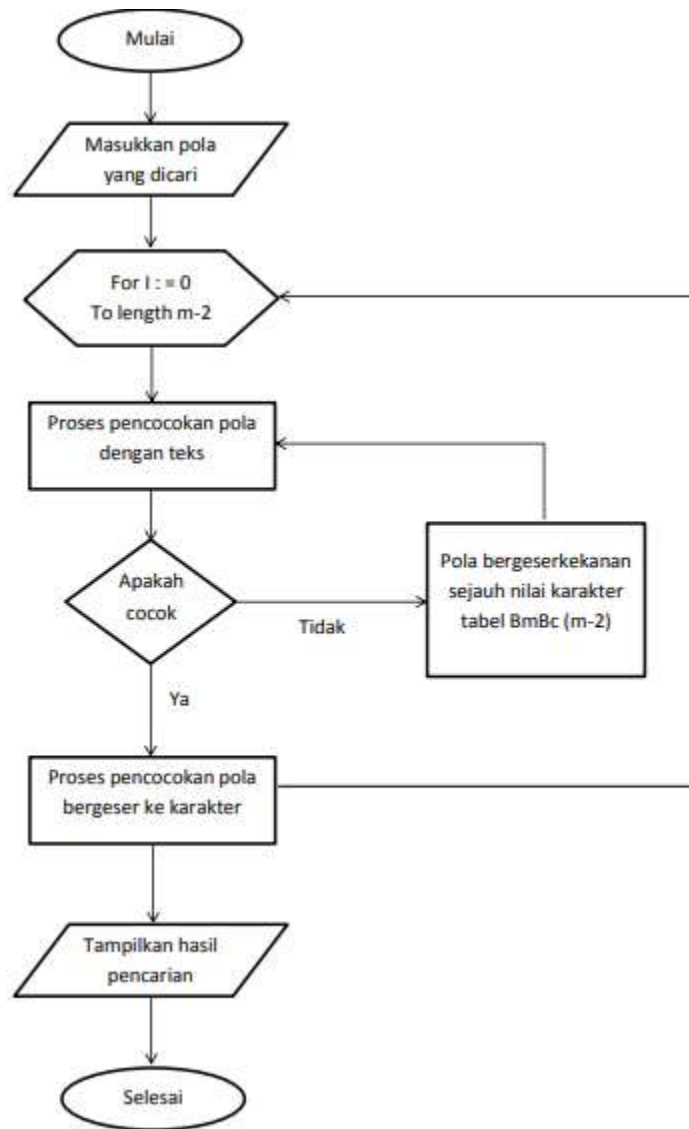 Mulai
Masukkan pola
yang dicari
For I : = 0
To length m-2
Proses pencocokan pola
dengan teks
Apakah
cocok
Tidak
Pola bergeserkekanan
sejauh nilai karakter
tabel BmBc (m-2)
Ya
Proses pencocokan pola
bergeser ke karakter
Tampilkan hasil
pencarian
Selesai